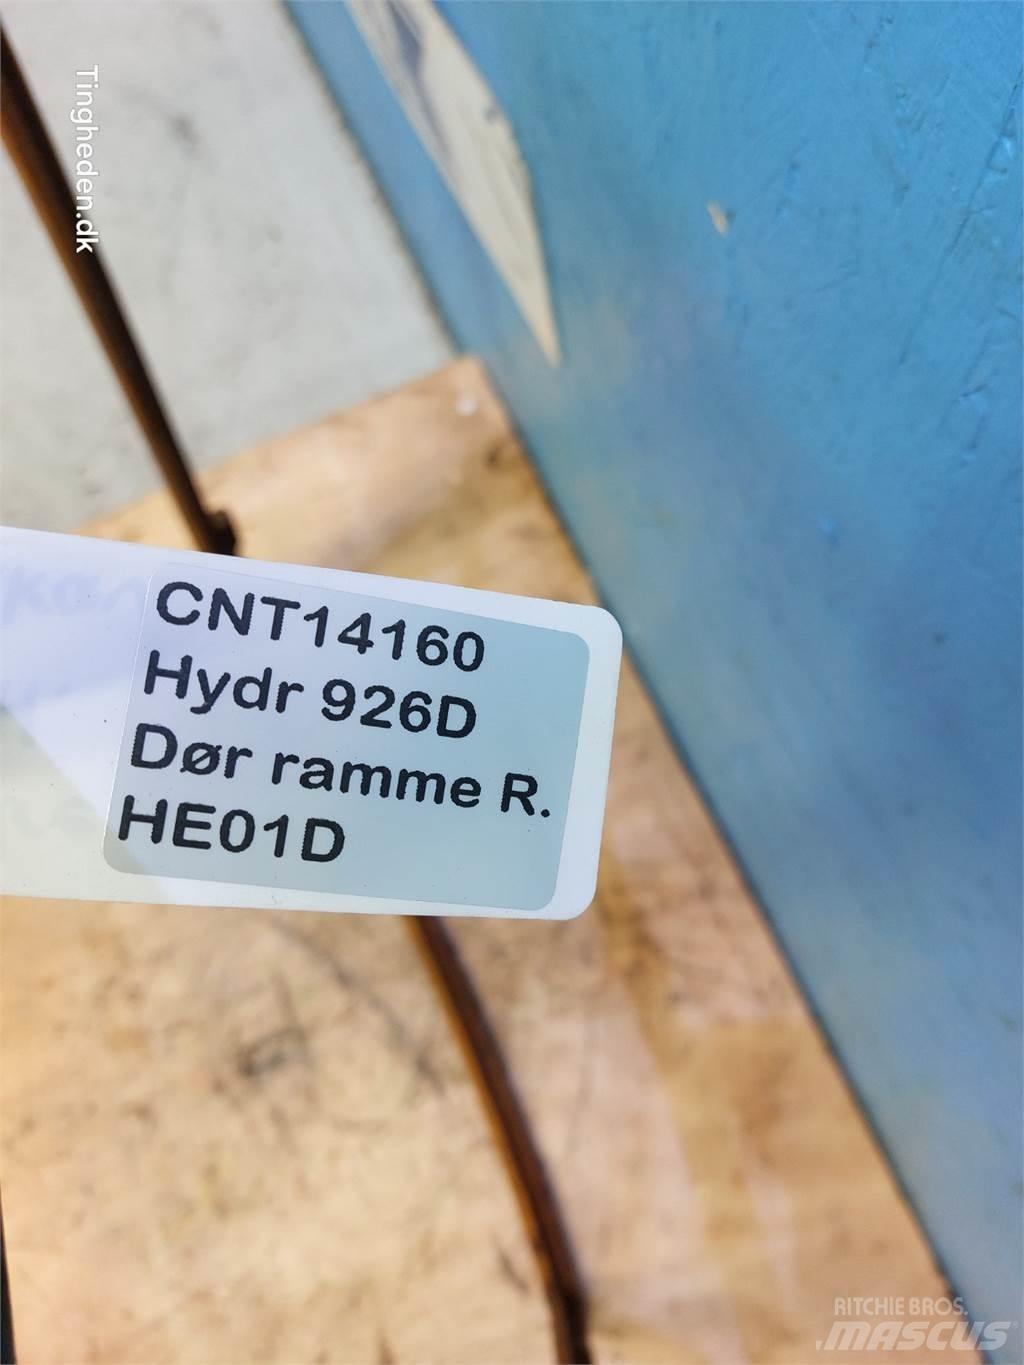 Tingheden.dk
CNT14160
Hydr 926D
Dør ramme R.
HE01D
RITCHIE BROS.
MASCUS